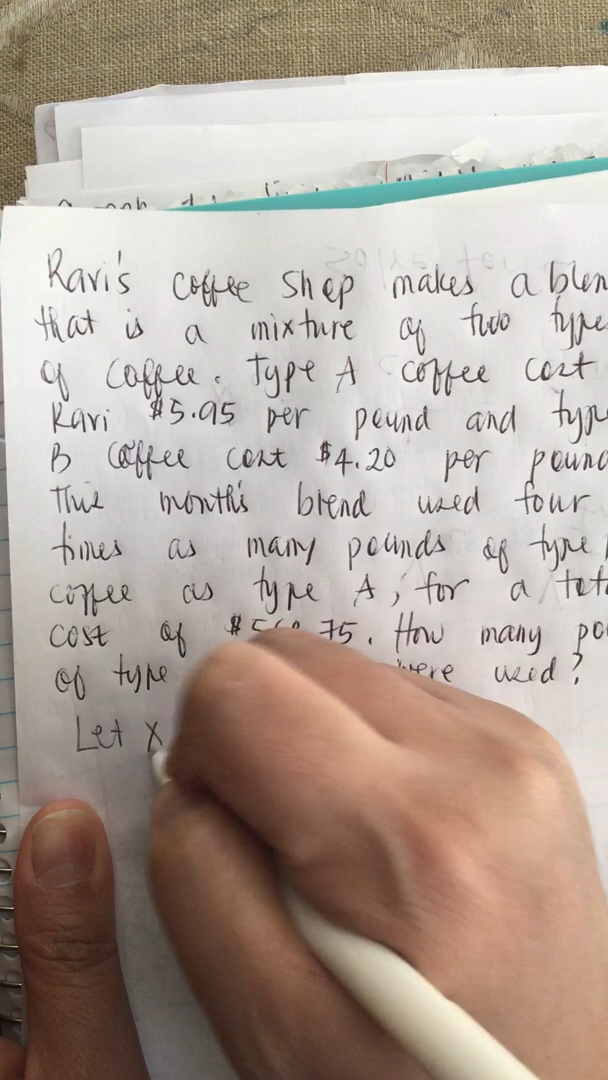 Ravi's coffee shop makes a blen
that is a mixture of two type
of coffee. Type A coffee cost
Ravi $5.95 per pound and type
B coffee cost $4.20 per pound
This month's blend used four
times as many pounds of type
coffee as type A, for a tota
cost of 75. How many po
of type were used?
Let x